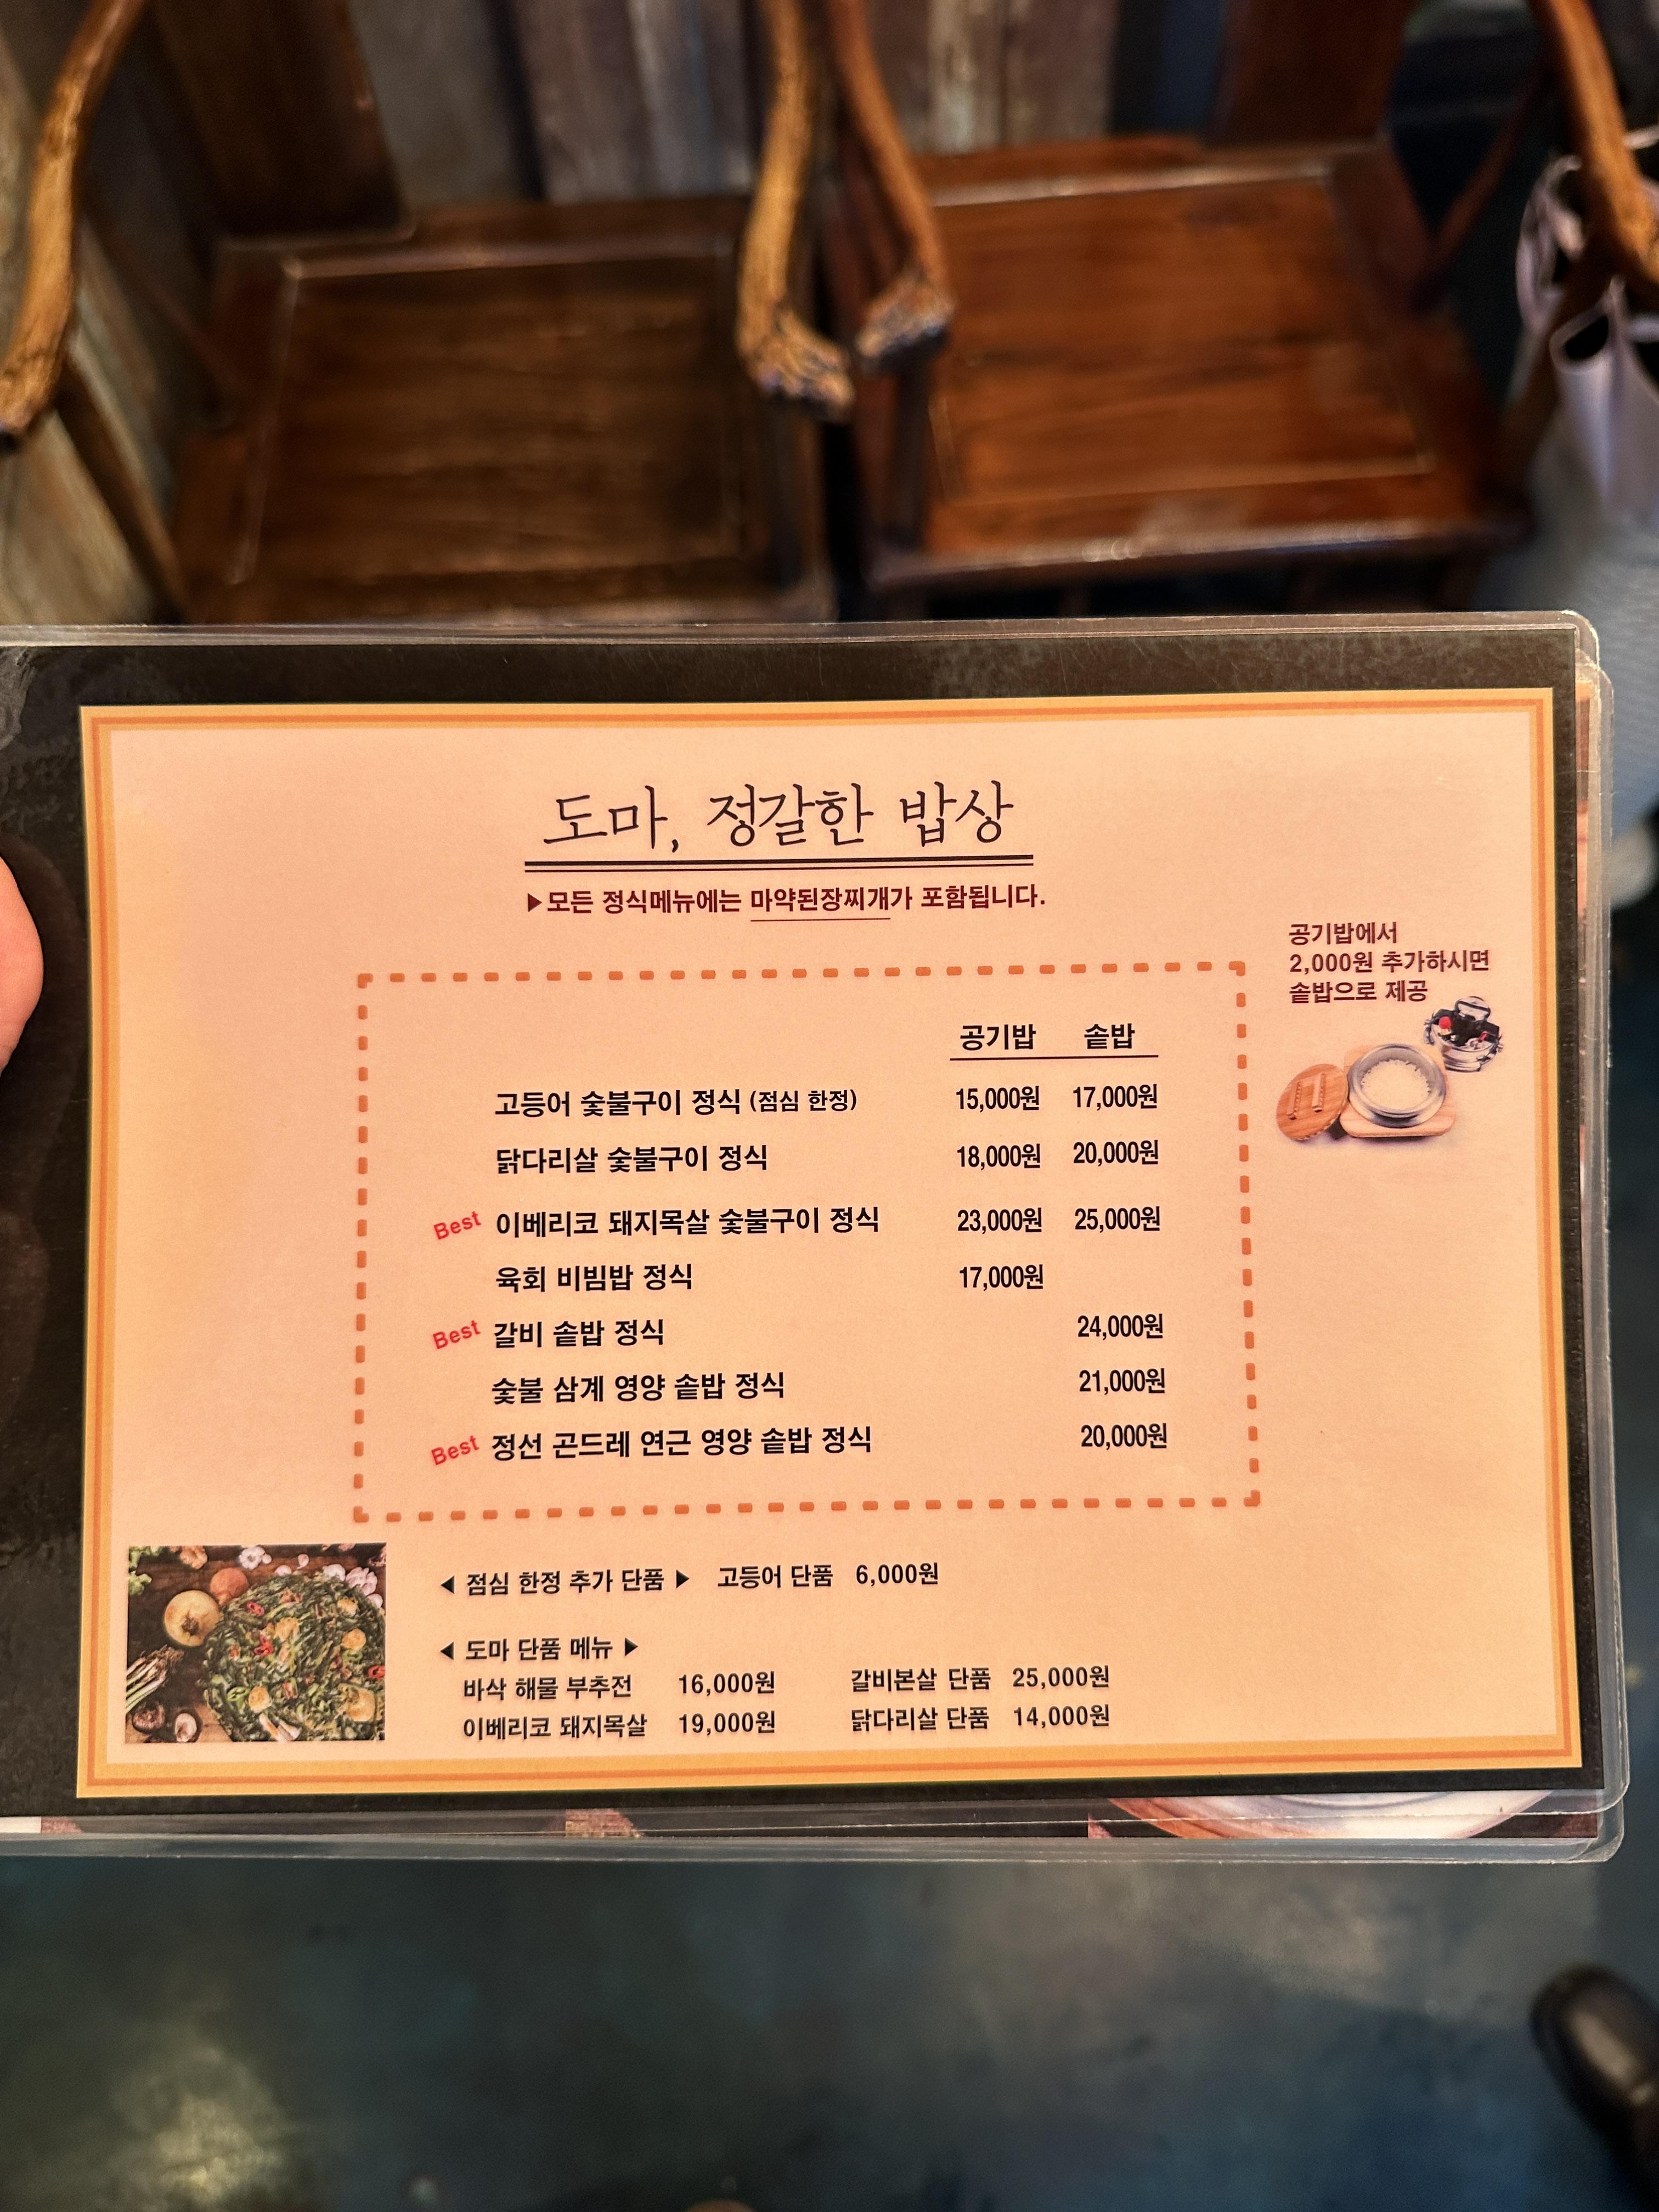 도마, 정갈한 밥상
▶모든 정식메뉴에는 마약된장찌개가 포함됩니다.
공기밥에서
2,000원 추가하시면
솥밥으로 제공
공기밥 솥밥
고등어 숯불구이 정식 (점심 한정) 15,000원 17,000원
닭다리살 숯불구이 정식 18,000원 20,000원
Best 이베리코 돼지목살 숯불구이 정식 23,000원 25,000원
육회 비빔밥 정식 17,000원
Best 갈비 솥밥 정식 24,000원
숯불 삼계 영양 솥밥 정식 21,000원
Best 정선 곤드레 연근 영양 솥밥 정식 20,000원
◀ 점심 한정 추가 단품 ▶ 고등어 단품 6,000원
◀ 도마 단품 메뉴 ▶
바삭 해물 부추전 16,000원 갈비본살 단품 25,000원
이베리코 돼지목살 19,000원 닭다리살 단품 14,000원